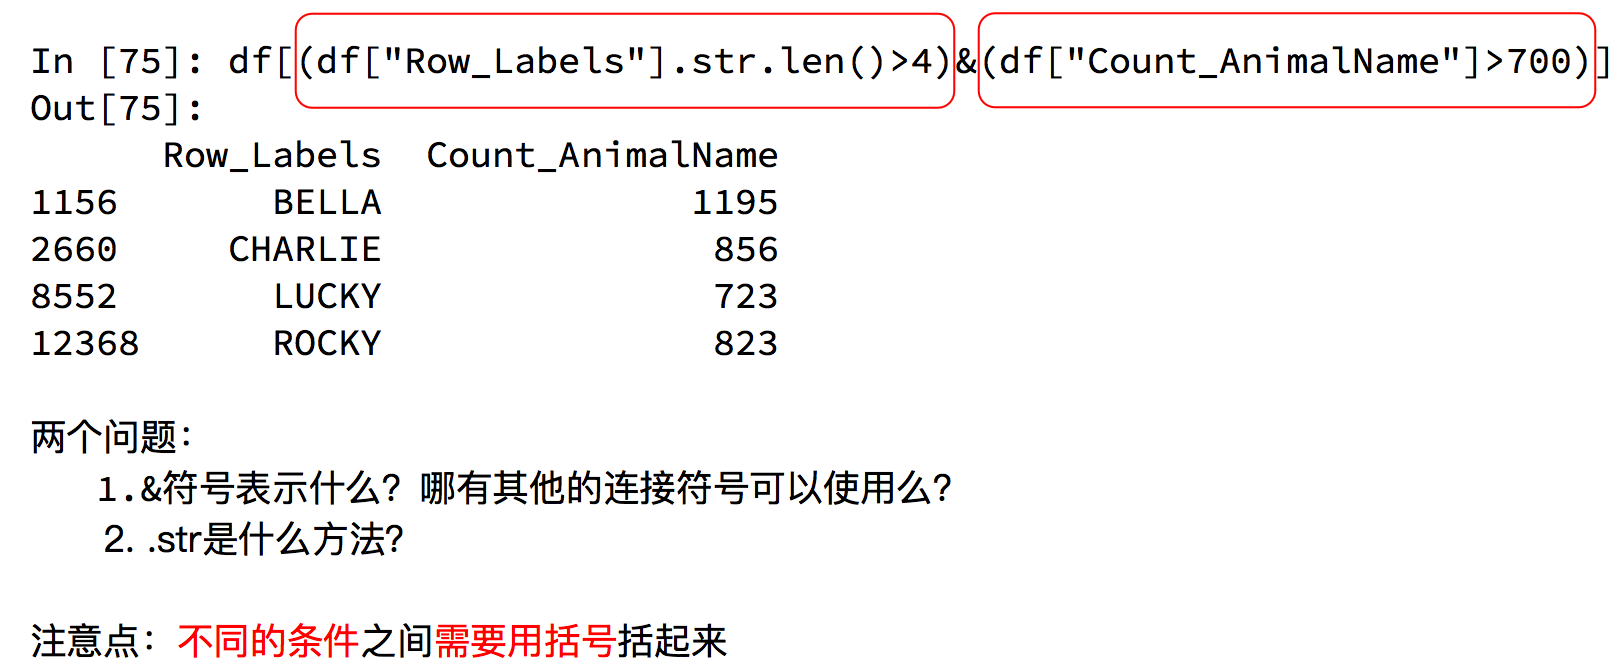 In [75]: df[(df["Row_Labels"].str.len()>4)&(df["Count_AnimalName"]>700)]
Out[75]:
Row_Labels Count_AnimalName
1156 BELLA 1195
2660 CHARLIE 856
8552 LUCKY 723
12368 ROCKY 823
两个问题：
1.&符号表示什么？哪有其他的连接符号可以使用么？
2. .str是什么方法？
注意点：不同的条件之间需要用括号括起来